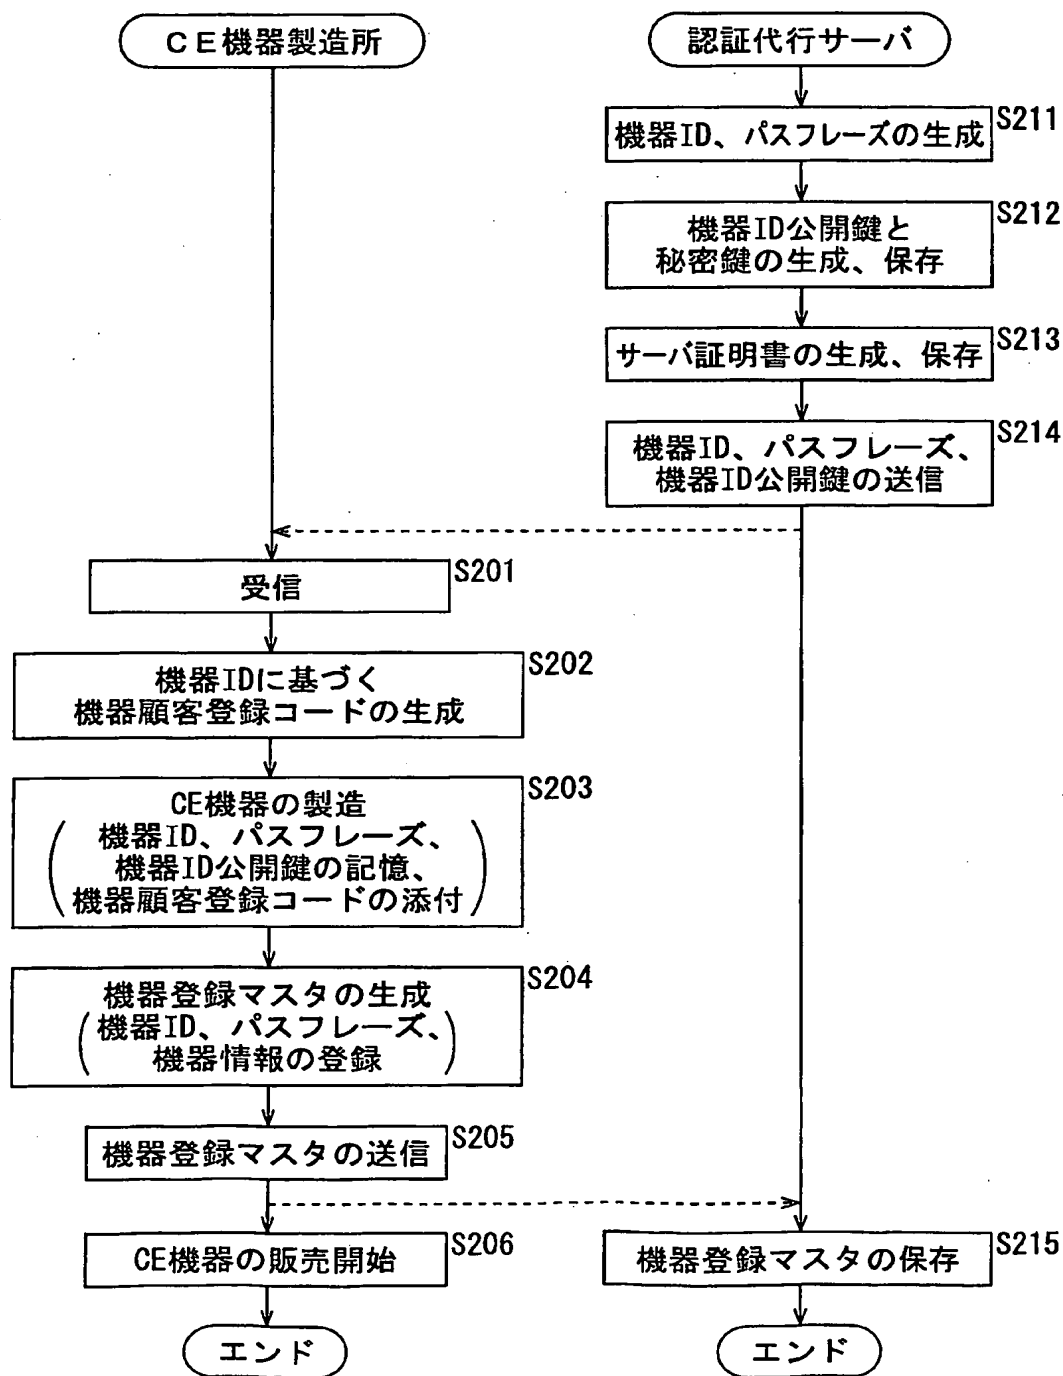 ＣＥ機器製造所
認証代行サーバ
S211
機器ID、パスフレーズの生成
S212
機器ID公開鍵と
秘密鍵の生成、保存
S213
サーバ証明書の生成、保存
S214
機器ID、パスフレーズ、
機器ID公開鍵の送信
S201
受信
S202
機器IDに基づく
機器顧客登録コードの生成
S203
CE機器の製造
(機器ID、パスフレーズ、
機器ID公開鍵の記憶、
機器顧客登録コードの添付)
S204
機器登録マスタの生成
(機器ID、パスフレーズ、
機器情報の登録)
S205
機器登録マスタの送信
S206
CE機器の販売開始
S215
機器登録マスタの保存
エンド
エンド